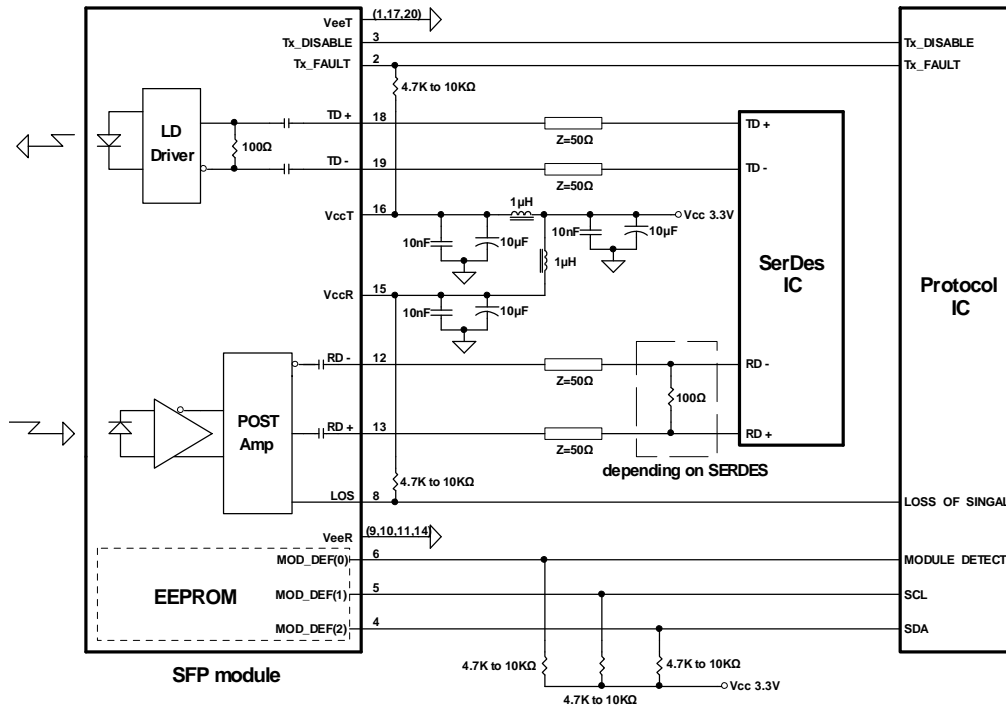 VeeT (1,17,20)
Tx_DISABLE 3 Tx_DISABLE
Tx_FAULT 2 Tx_FAULT
4.7K to 10KΩ
LD
Driver
100Ω
TD+ 18 Z=50Ω TD+
TD- 19 Z=50Ω TD-
VccT 16 1µH Vcc 3.3V
10nF 10µF 10nF 10µF
1µH
VccR 15
10nF 10µF
SerDes
IC
Protocol
IC
RD- 12 Z=50Ω RD-
POST
Amp
100Ω
RD+ 13 Z=50Ω RD+
depending on SERDES
4.7K to 10KΩ
LOS 8 LOSS OF SINGAL
VeeR (9,10,11,14)
MOD_DEF(0) 6 MODULE DETECT
EEPROM
MOD_DEF(1) 5 SCL
MOD_DEF(2) 4 SDA
SFP module
4.7K to 10KΩ 4.7K to 10KΩ
4.7K to 10KΩ
Vcc 3.3V